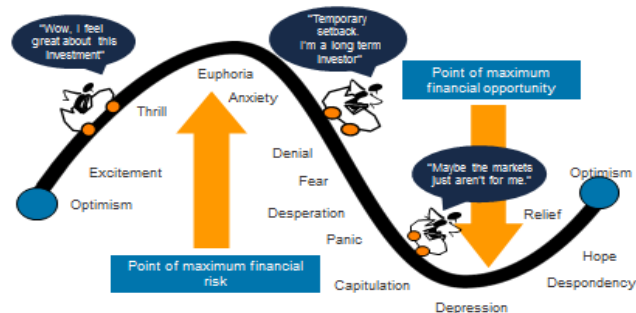 "Wow, I feel
great about this
investment"
"Temporary
setback.
I'm a long term
investor"
Point of maximum
financial opportunity
Euphoria
Anxiety
Thrill
Denial
Excitement
Fear
"Maybe the markets
just aren't for me."
Optimism
Optimism
Desperation
Relief
Panic
Hope
Point of maximum financial
risk
Capitulation
Despondency
Depression